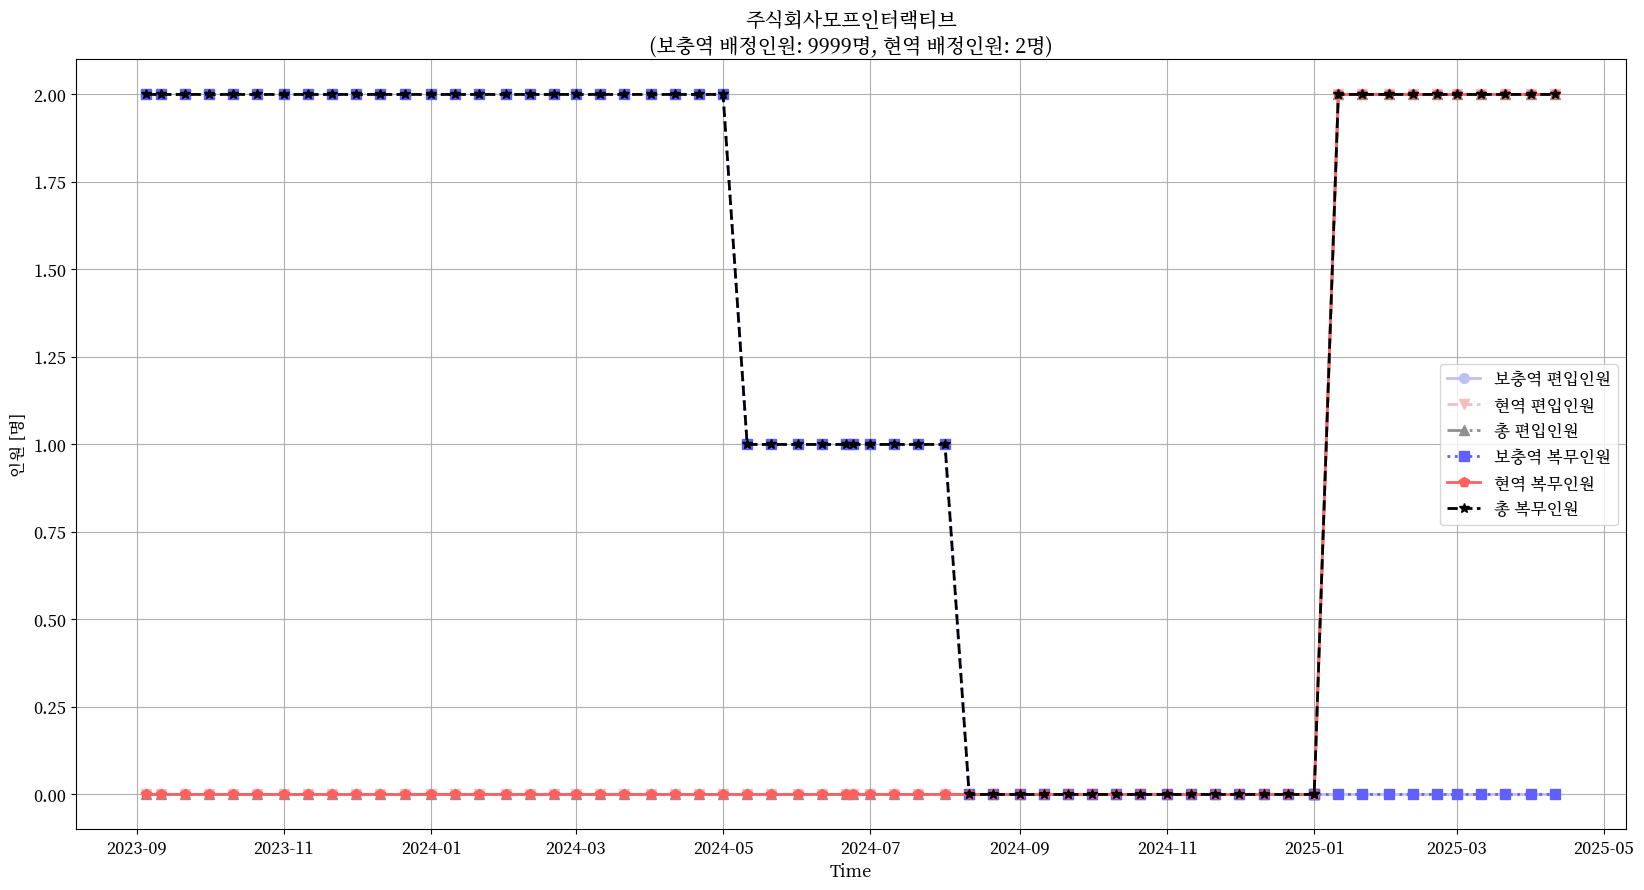 주식회사모프인터랙티브
(보충역 배정인원: 9999명, 현역 배정인원: 2명)
인원 [명]
2.00
1.75
1.50
1.25
1.00
0.75
0.50
0.25
0.00
보충역 편입인원
현역 편입인원
총 편입인원
보충역 복무인원
현역 복무인원
총 복무인원
2023-09
2023-11
2024-01
2024-03
2024-05
2024-07
2024-09
2024-11
2025-01
2025-03
2025-05
Time